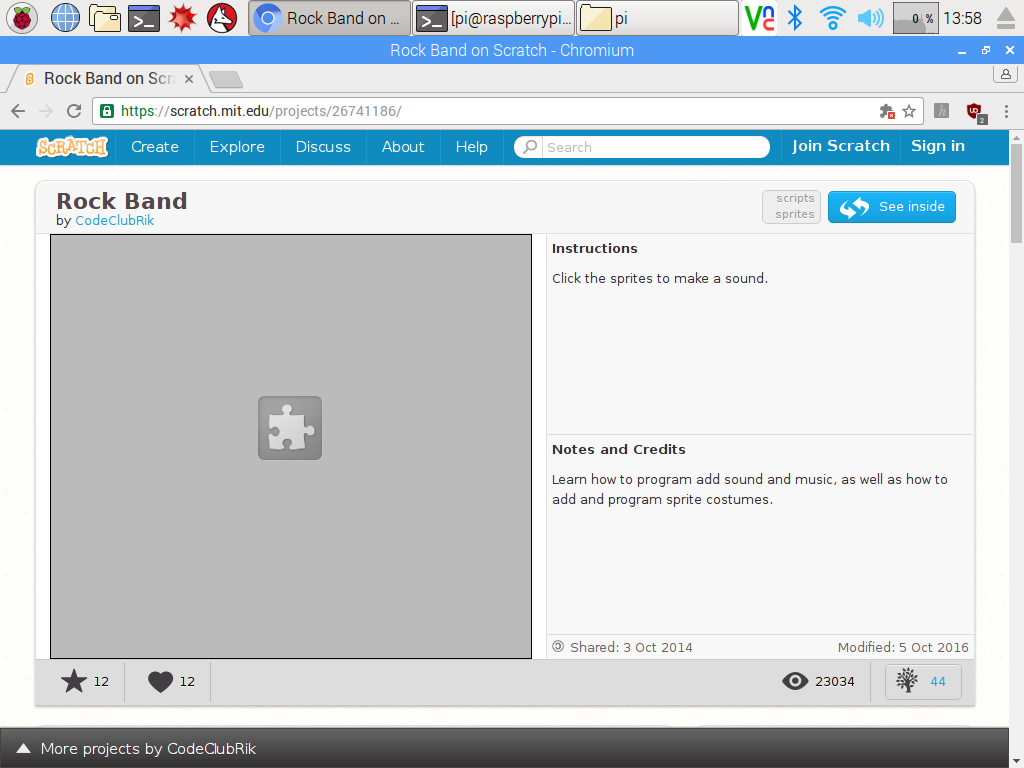 Rock Band on ...
[pi@raspberrypi...
pi
0 %
13:58
Rock Band on Scratch - Chromium
Rock Band on Scr
https://scratch.mit.edu/projects/26741186/
h
2
SCRATCH
Create
Explore
Discuss
About
Help
Search
Join Scratch
Sign in
Rock Band
by CodeClubRik
scripts
sprites
See inside
Instructions
Click the sprites to make a sound.
Notes and Credits
Learn how to program add sound and music, as well as how to
add and program sprite costumes.
Shared: 3 Oct 2014
Modified: 5 Oct 2016
12
12
23034
44
More projects by CodeClubRik